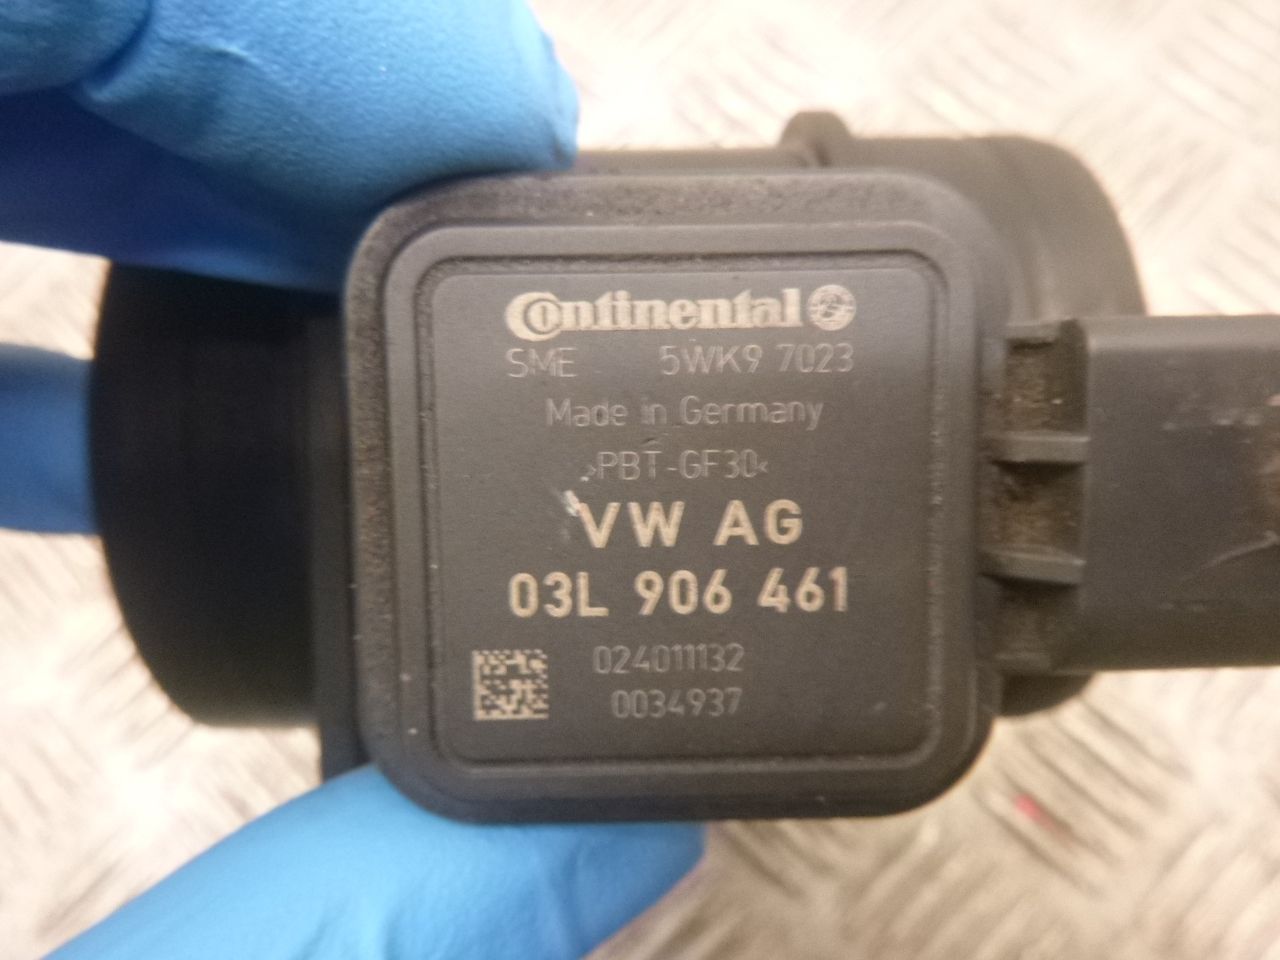 Continental
SME 5WK9 7023
Made in Germany
>PBT-GF30<
VW AG
03L 906 461
024011132
0034937